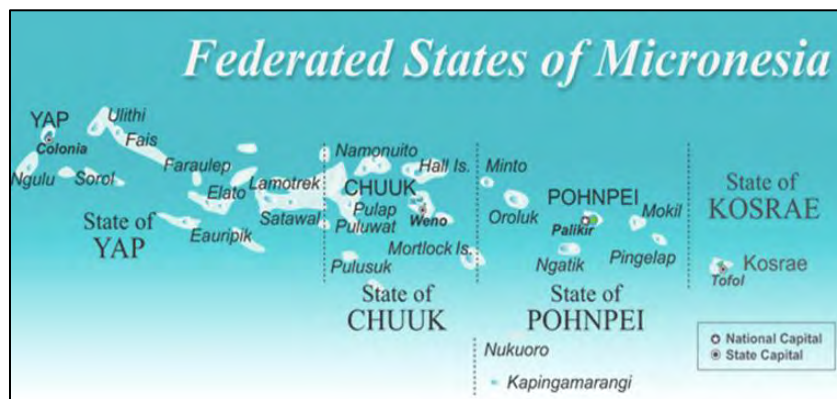 Federated States of Micronesia
YAP
Ulithi
Colonia
Fais
Ngulu
Sorol
Faraulep
Elato
Lamotrek
Satawal
Eauripik
State of
YAP
Namonuito
Hall Is.
CHUUK
Pulap
Weno
Puluwat
Mortlock Is.
Pulusuk
State of
CHUUK
Minto
Oroluk
POHNPEI
Palikir
Mokil
Ngatik
Pingelap
State of
POHNPEI
Nukuoro
Kapingamarangi
State of
KOSRAE
Kosrae
Tofol
National Capital
State Capital